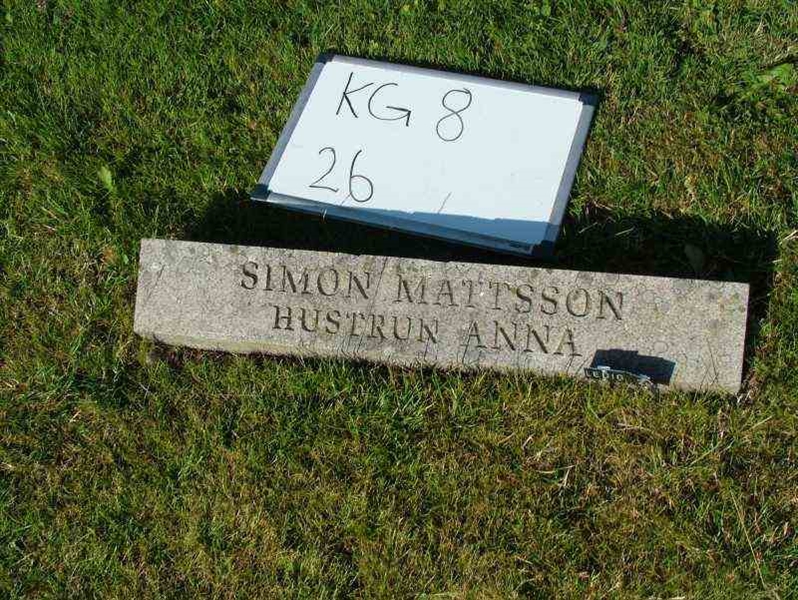 KG 8
26
SIMON MATTSSON
HUSTRUN ANNA